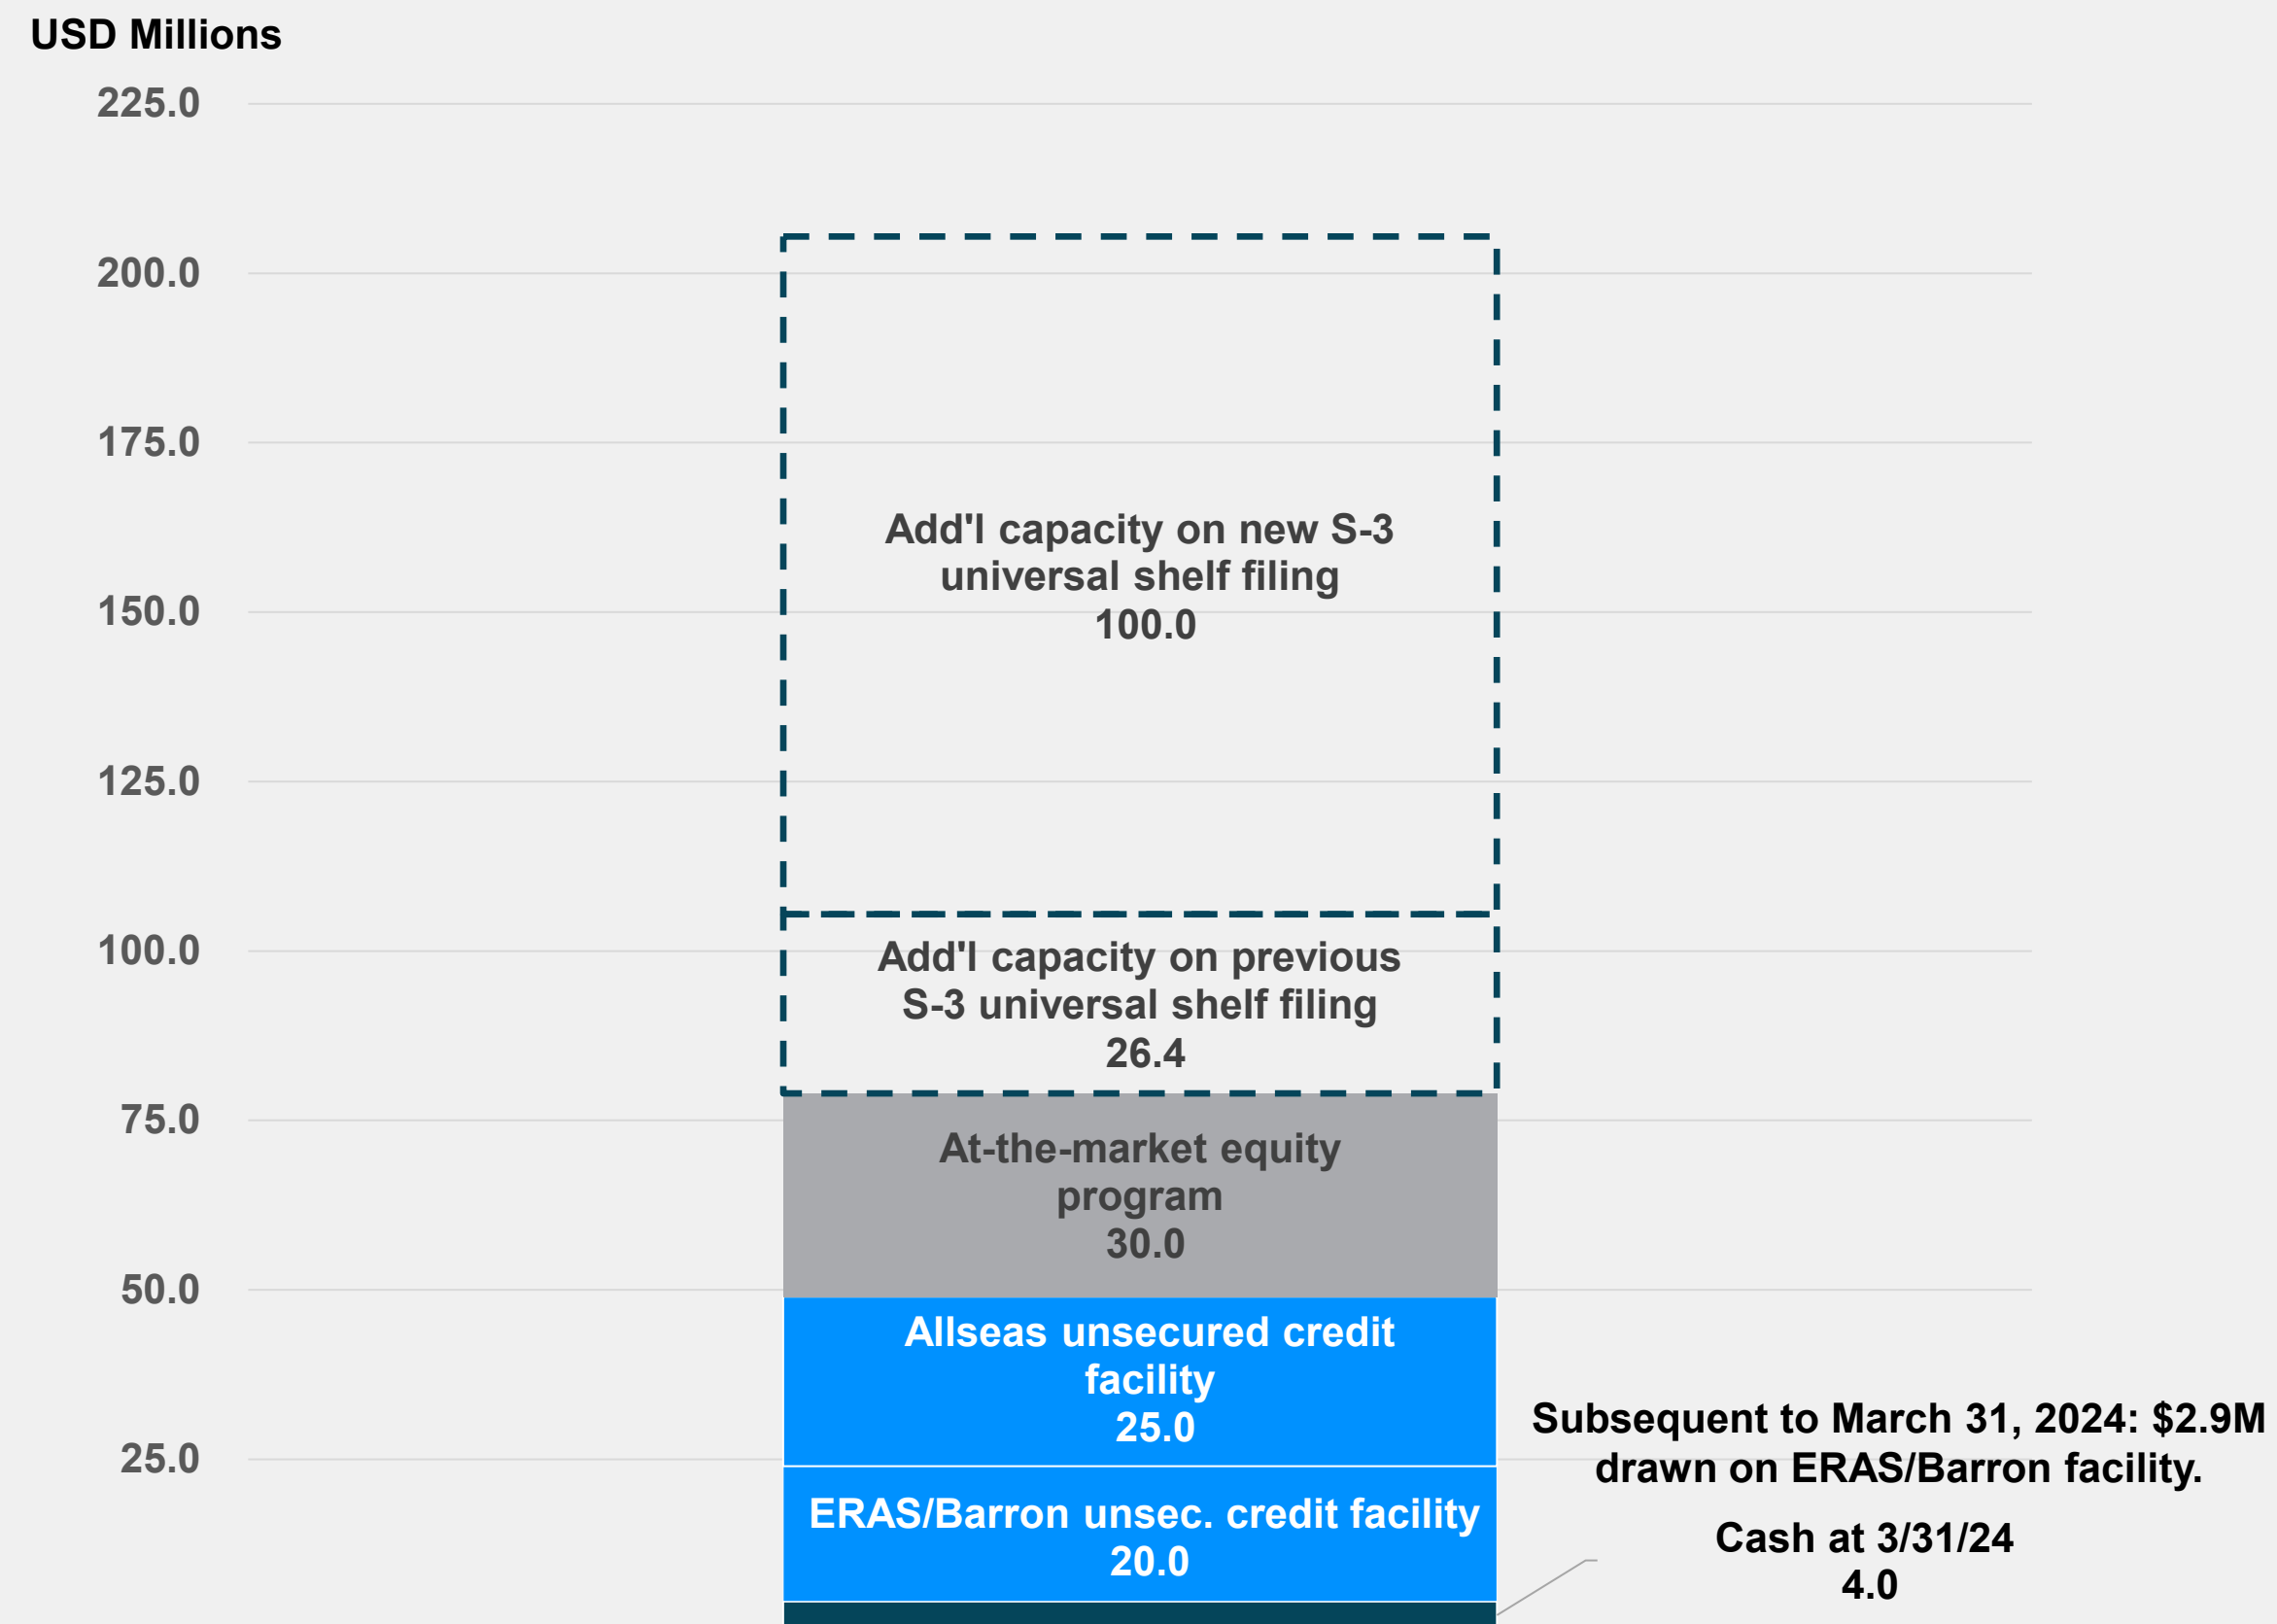 USD Millions
225.0
200.0
175.0
150.0
125.0
100.0
75.0
50.0
25.0
Add'l capacity on new S-3
universal shelf filing
100.0
Add'l capacity on previous
S-3 universal shelf filing
26.4
At-the-market equity
program
30.0
Allseas unsecured credit
facility
25.0
ERAS/Barron unsec. credit facility
20.0
Subsequent to March 31, 2024: $2.9M
drawn on ERAS/Barron facility.
Cash at 3/31/24
4.0